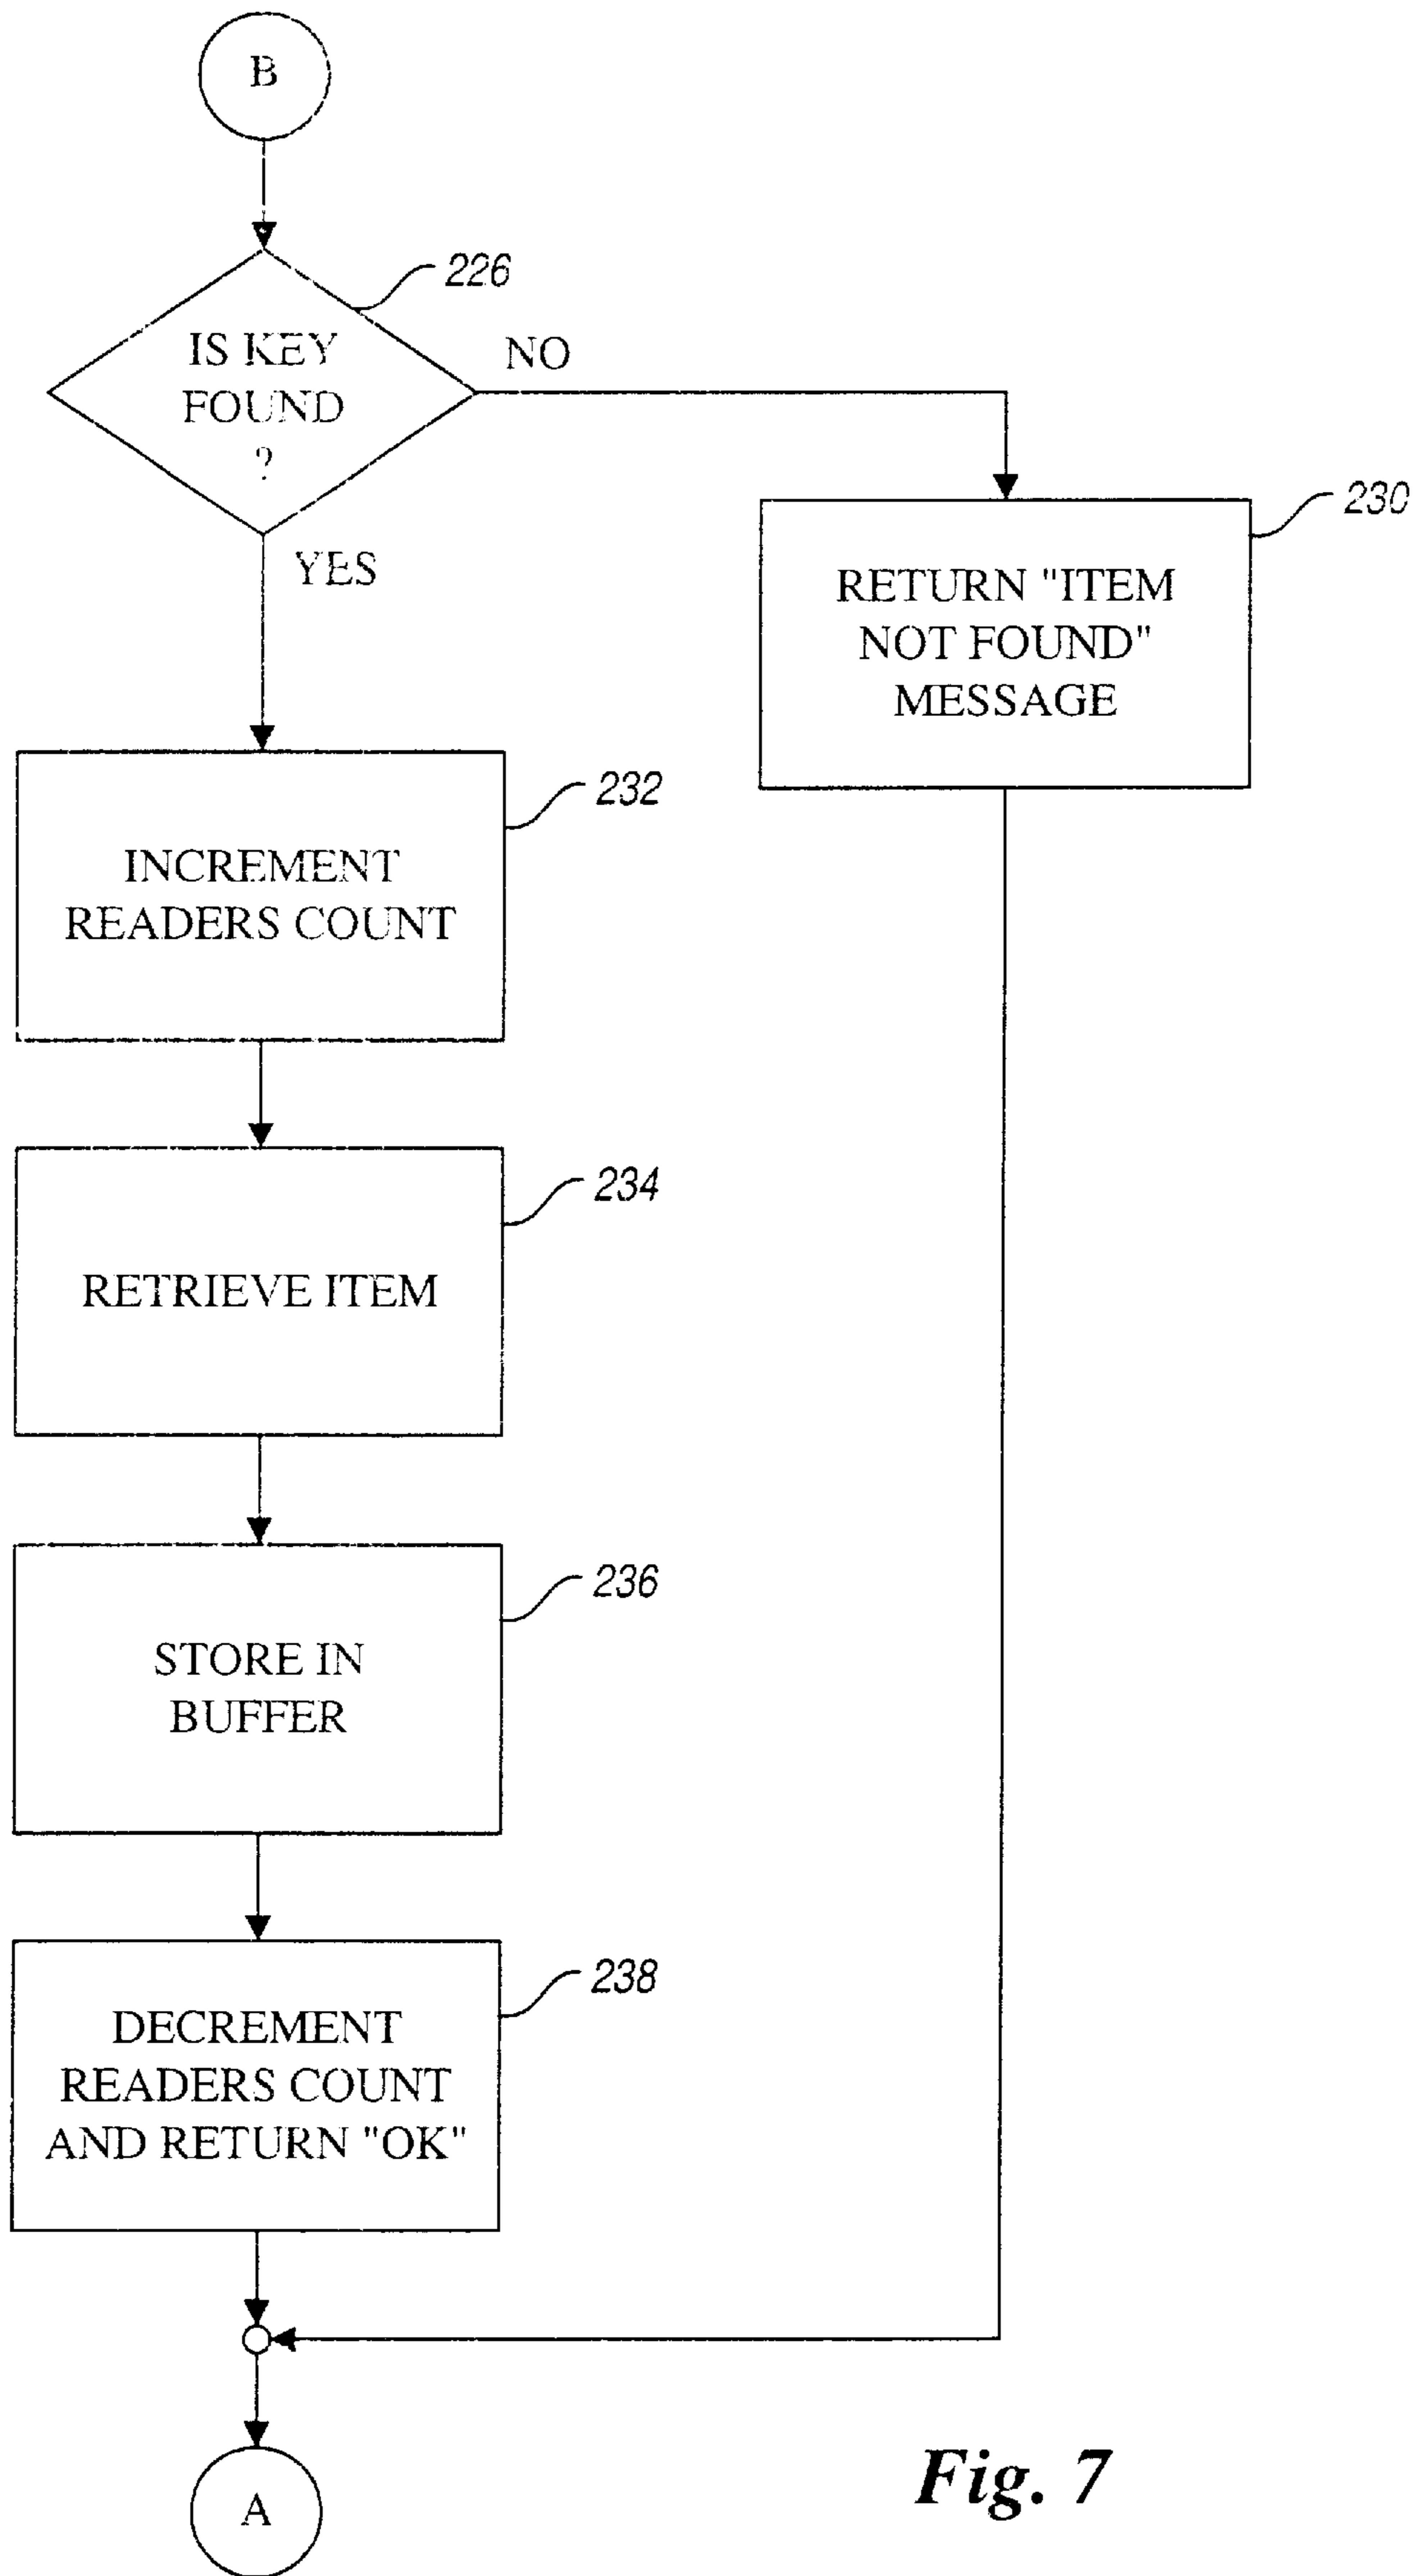 B
226
IS KEY
FOUND
?
NO
YES
230
RETURN "ITEM
NOT FOUND"
MESSAGE
232
INCREMENT
READERS COUNT
234
RETRIEVE ITEM
236
STORE IN
BUFFER
238
DECREMENT
READERS COUNT
AND RETURN "OK"
A
Fig. 7